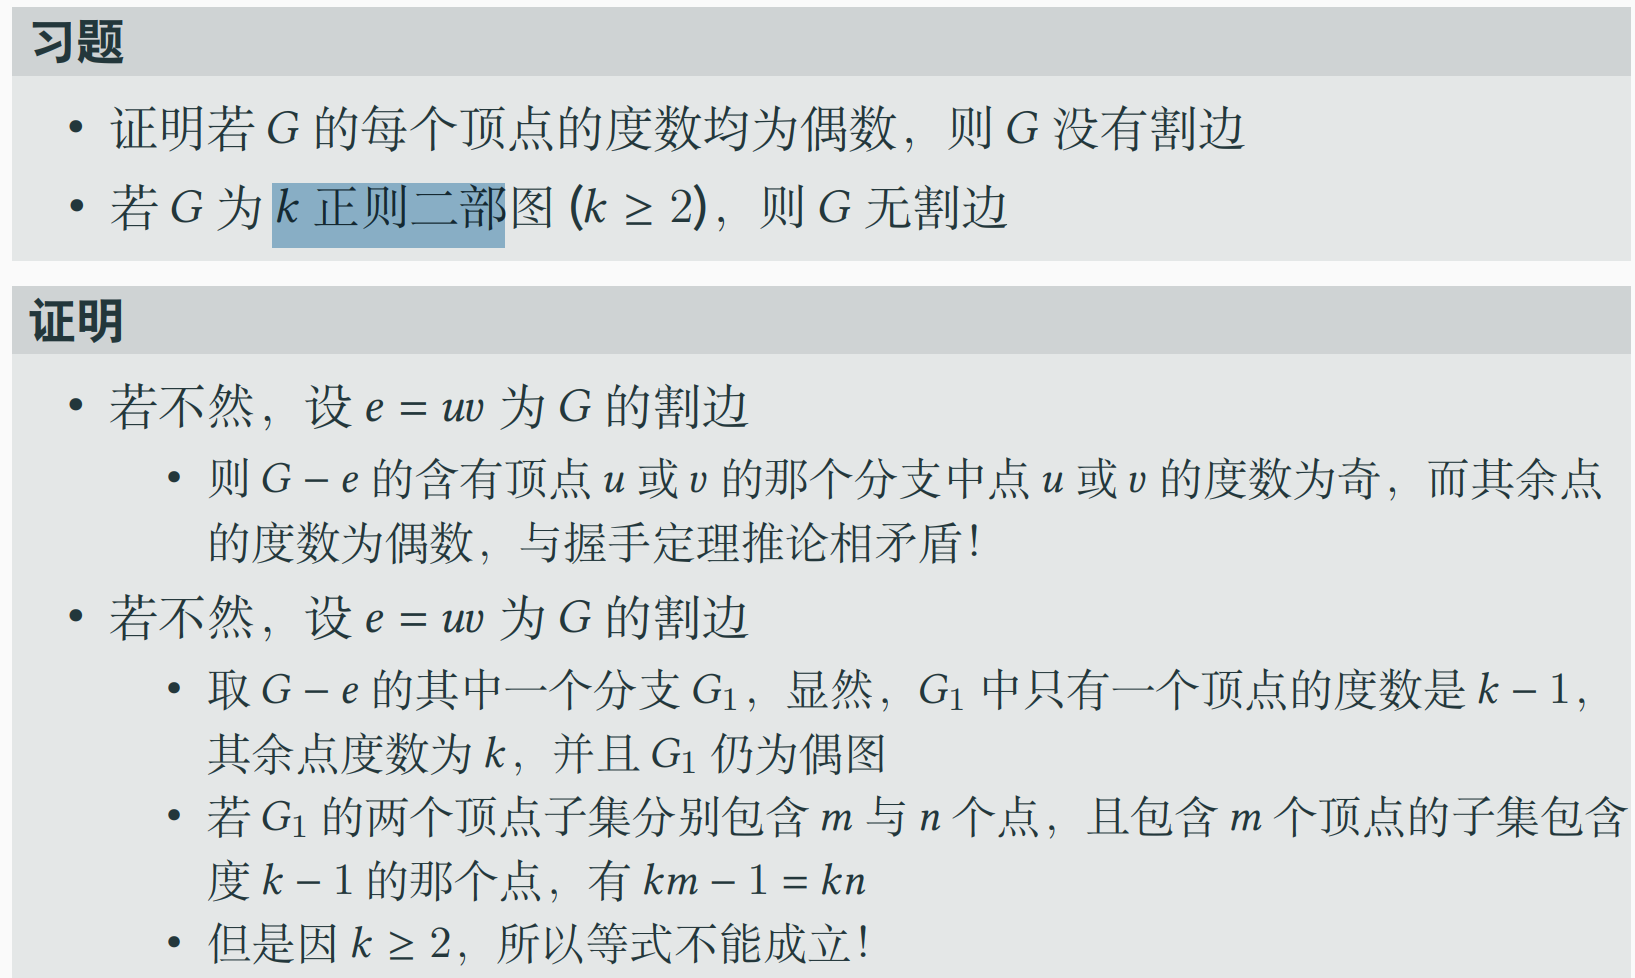 习题
• 证明若 G 的每个顶点的度数均为偶数，则 G 没有割边
• 若 G 为 k 正则二部图 (k ≥ 2)，则 G 无割边
证明
• 若不然，设 e = uv 为 G 的割边
• 则 G − e 的含有顶点 u 或 v 的那个分支中点 u 或 v 的度数为奇，而其余点
的度数为偶数，与握手定理推论相矛盾！
• 若不然，设 e = uv 为 G 的割边
• 取 G − e 的其中一个分支 G₁，显然，G₁ 中只有一个顶点的度数是 k − 1，
其余点度数为 k，并且 G₁ 仍为偶图
• 若 G₁ 的两个顶点子集分别包含 m 与 n 个点，且包含 m 个顶点的子集包含
度 k − 1 的那个点，有 km − 1 = kn
• 但是因 k ≥ 2，所以等式不能成立！